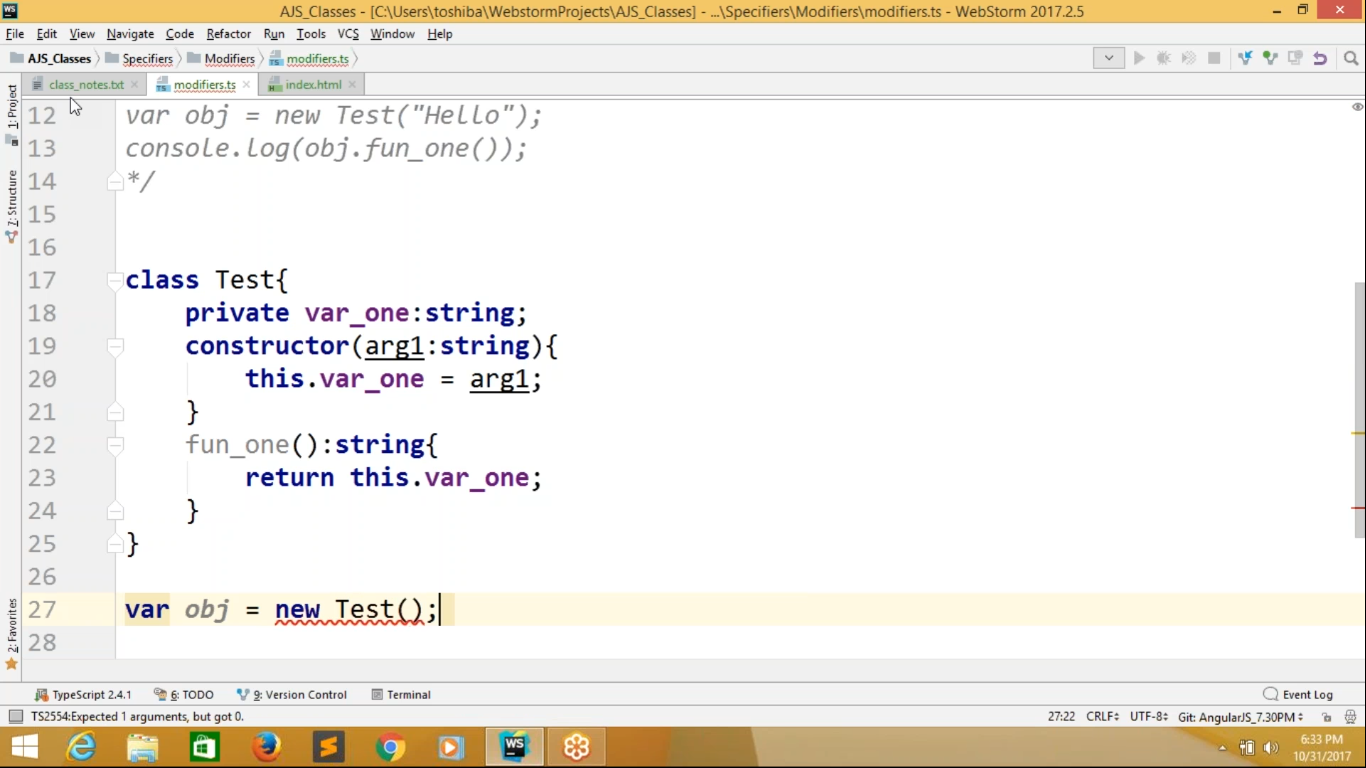 WS AJS_Classes - [C:\Users\toshiba\WebstormProjects\AJS_Classes] - ...\Specifiers\Modifiers\modifiers.ts - WebStorm 2017.2.5
File Edit View Navigate Code Refactor Run Tools VCS Window Help
AJS_Classes Specifiers Modifiers modifiers.ts
class_notes.txt modifiers.ts index.html
1: Project
7: Structure
2: Favorites
12 var obj = new Test("Hello");
13 console.log(obj.fun_one());
14 */
15
16
17 class Test{
18 private var_one:string;
19 constructor(arg1:string){
20 this.var_one = arg1;
21 }
22 fun_one():string{
23 return this.var_one;
24 }
25 }
26
27 var obj = new Test();
28
TypeScript 2.4.1 6: TODO 9: Version Control Terminal Event Log
TS2554:Expected 1 arguments, but got 0. 27:22 CRLF UTF-8 Git: AngularJS_7.30PM
WS 6:33 PM
10/31/2017